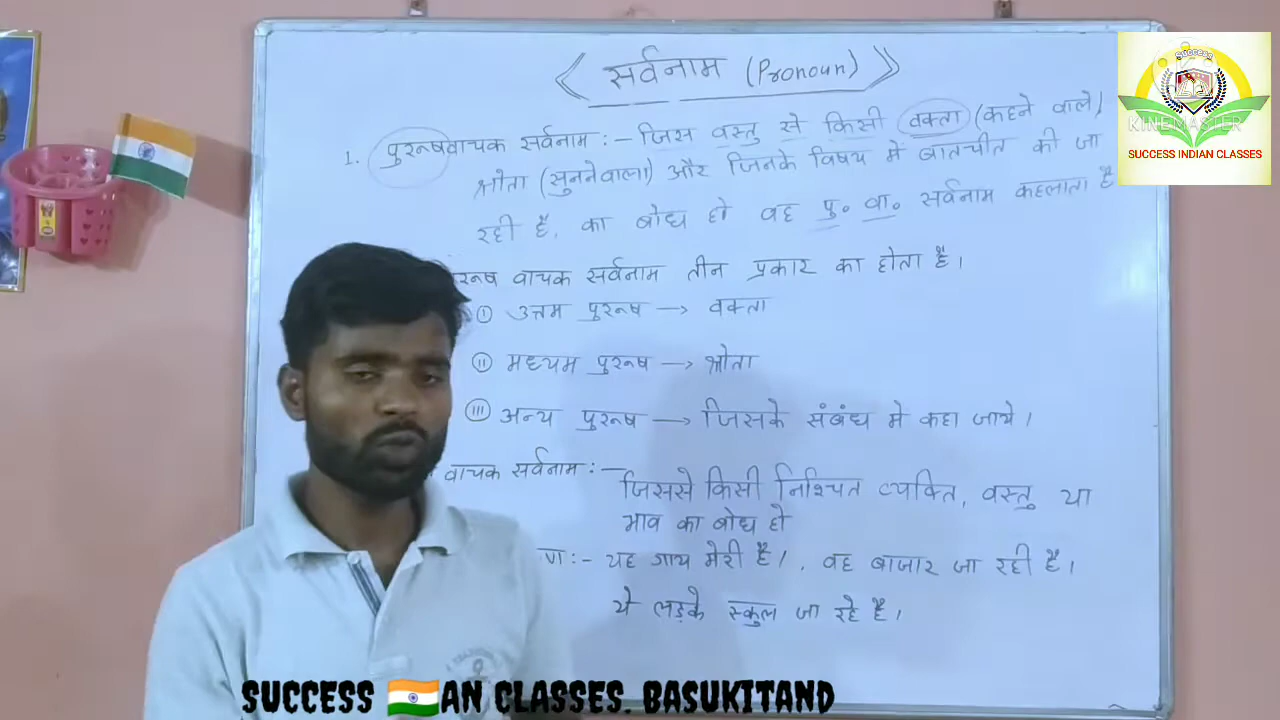 सर्वनाम (Pronoun)
1. पुरूषवाचक सर्वनाम :- जिस वस्तु से किसी वक्ता (कहने वाले)
श्रोता (सुननेवाला) और जिनके विषय में बातचीत की जा
रही है, का बोध हो वह पु॰ वा॰ सर्वनाम कहलाता है
रूष वाचक सर्वनाम तीन प्रकार का होता है।
(i) उत्तम पुरूष → वक्ता
(ii) मध्यम पुरूष → श्रोता
(iii) अन्य पुरूष → जिसके संबंध मे कहा जाये।
वाचक सर्वनाम :- जिससे किसी निश्चित व्यक्ति, वस्तु या
भाव का बोध हो
ण:- यह गाय मेरी है।, वह बाजार जा रही है।
ये लड़के स्कुल जा रहे है।
Success
KINEMASTER
SUCCESS INDIAN CLASSES
SUCCESS 🇮🇳AN CLASSES. BASUKITAND